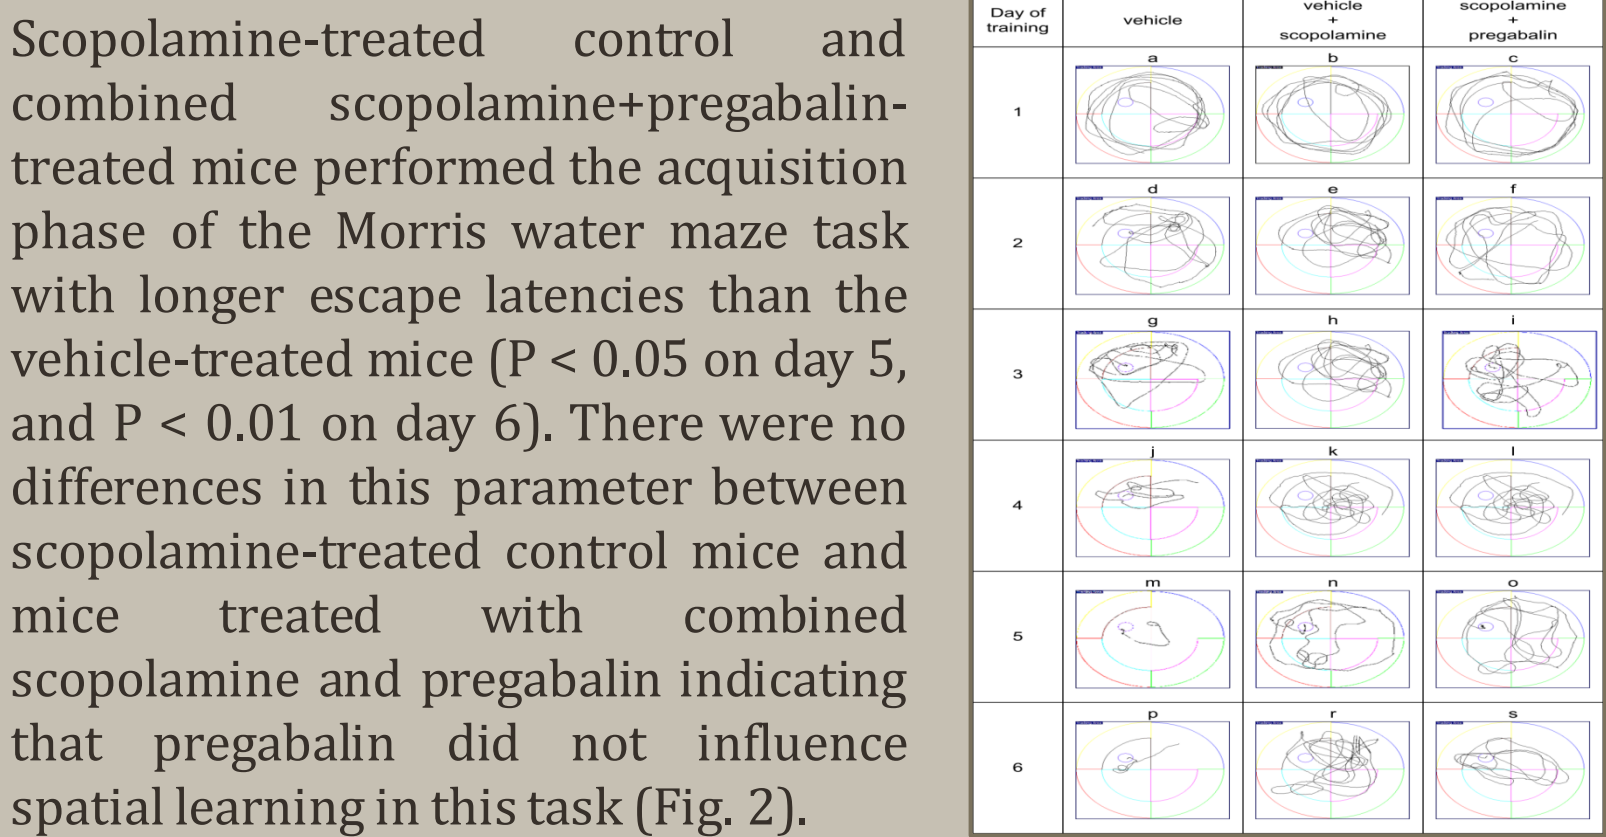 Scopolamine-treated control and
combined scopolamine+pregabalin-
treated mice performed the acquisition
phase of the Morris water maze task
with longer escape latencies than the
vehicle-treated mice (P < 0.05 on day 5,
and P < 0.01 on day 6). There were no
differences in this parameter between
scopolamine-treated control mice and
mice treated with combined
scopolamine and pregabalin indicating
that pregabalin did not influence
spatial learning in this task (Fig. 2).
Day of
training
vehicle
vehicle
+
scopolamine
scopolamine
+
pregabalin
1
a
b
c
2
d
e
f
3
g
h
i
4
j
k
l
5
m
n
o
6
p
r
s